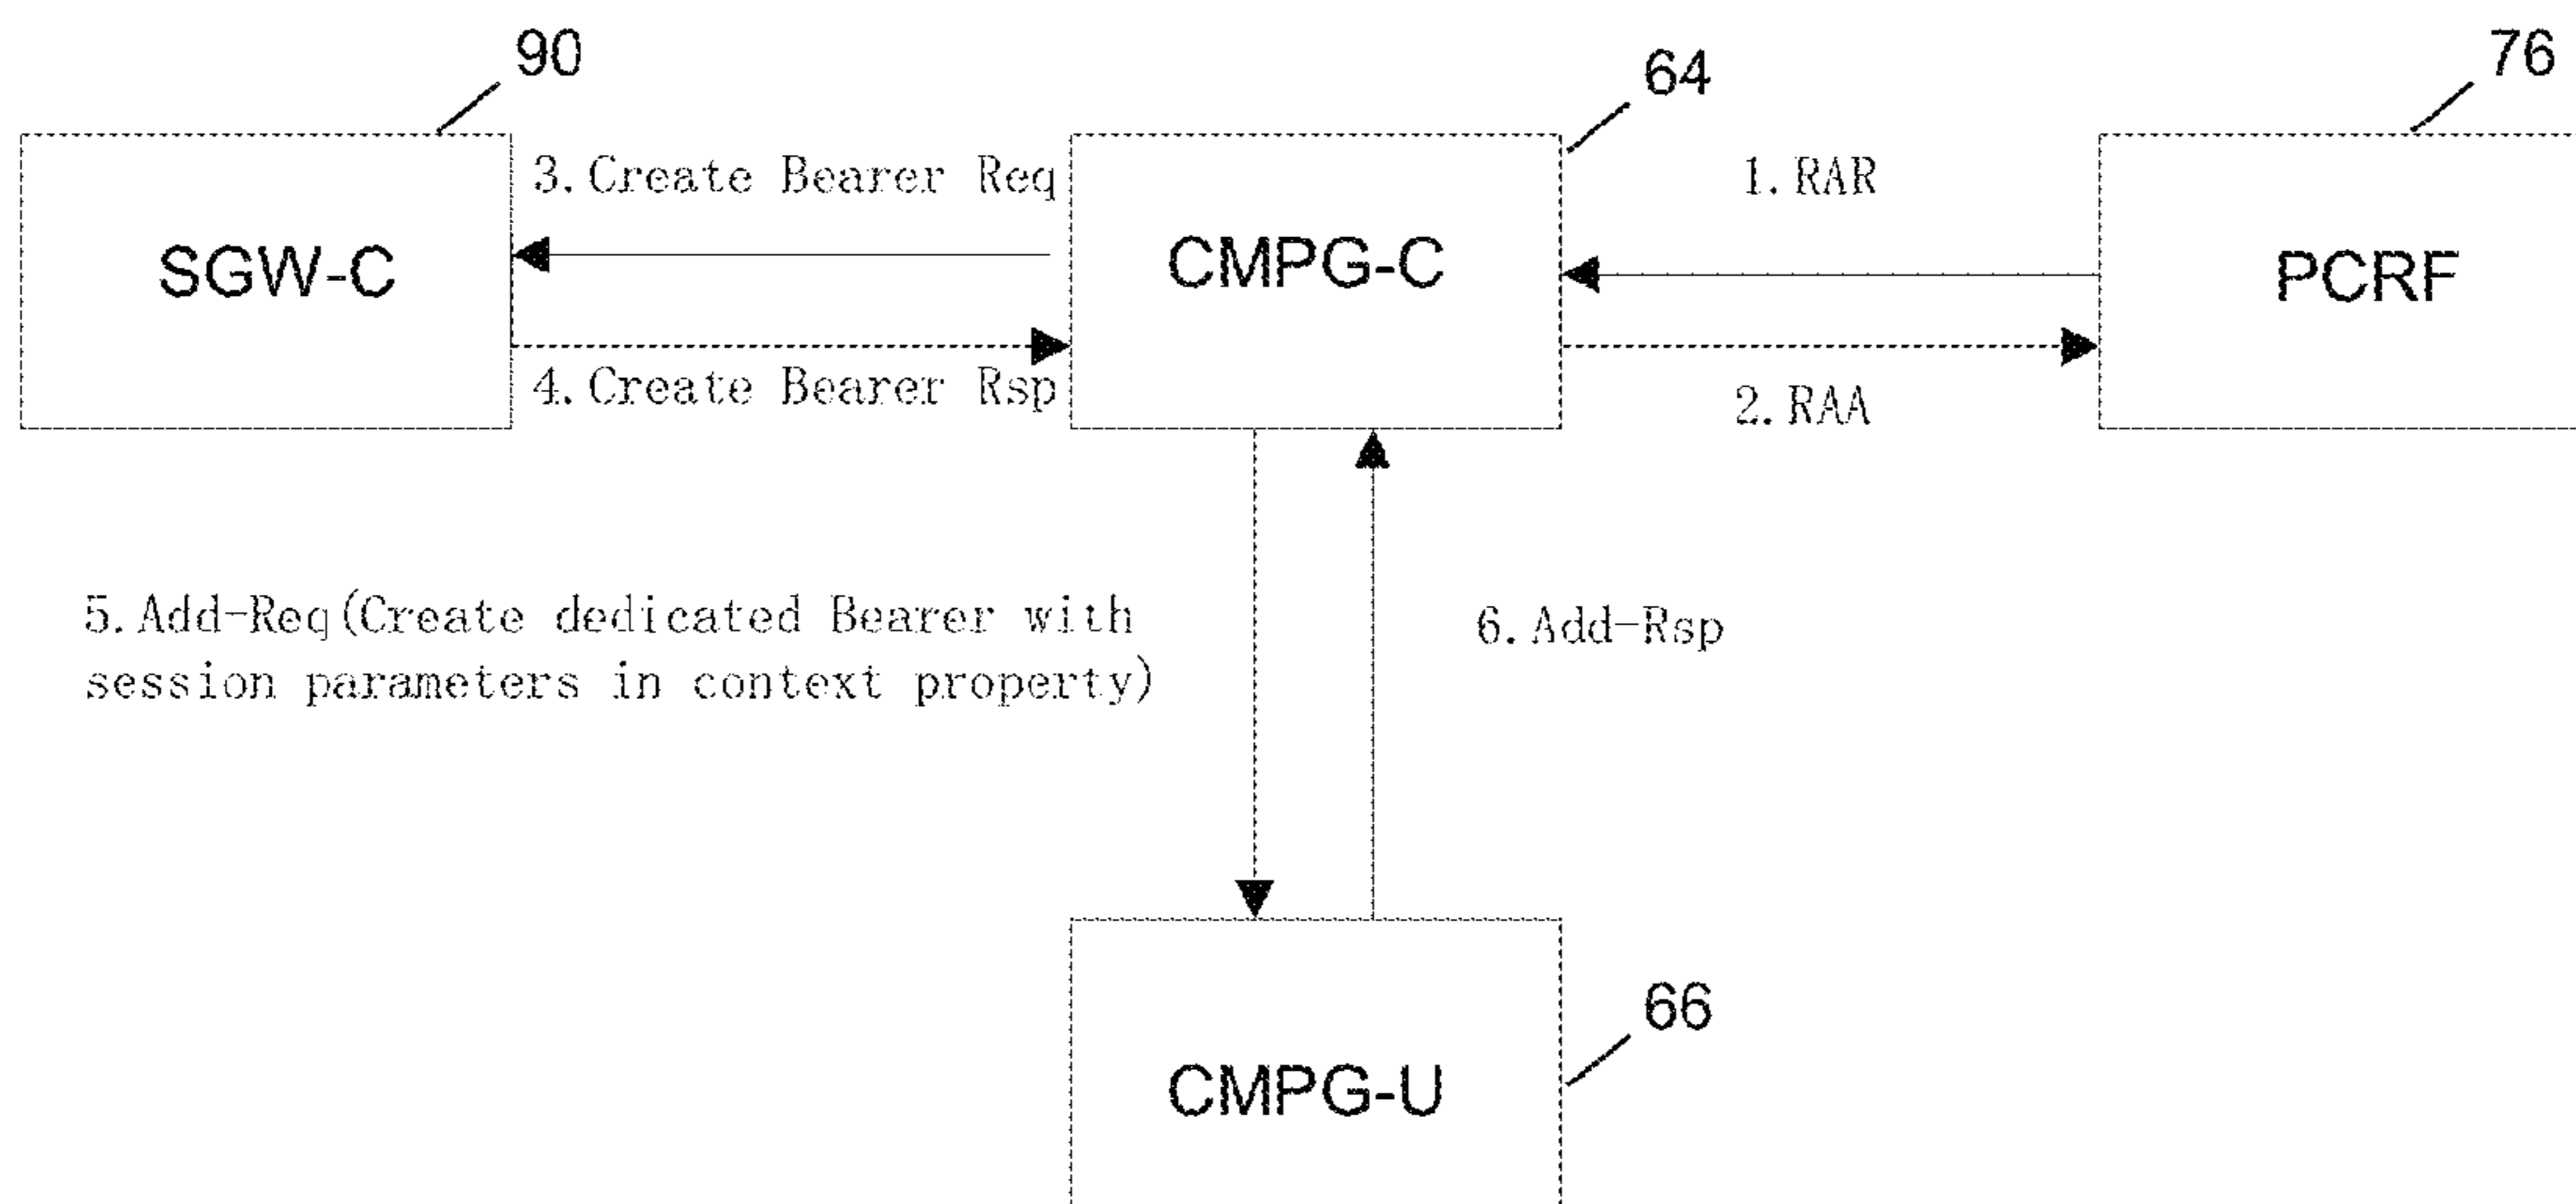 90
64
76
3.Create Bearer Req
1.RAR
SGW-C
CMPG-C
PCRF
4.Create Bearer Rsp
2.RAA
5.Add-Req(Create dedicated Bearer with
session parameters in context property)
6.Add-Rsp
66
CMPG-U